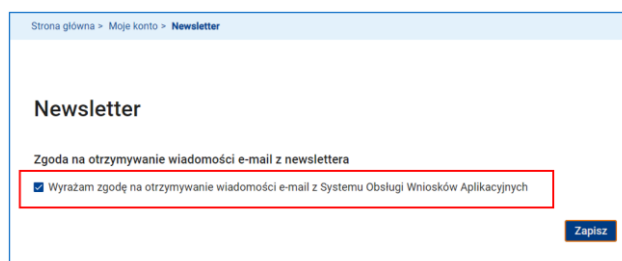 Strona główna > Moje konto > Newsletter
Newsletter
Zgoda na otrzymywanie wiadomości e-mail z newslettera
Wyrażam zgodę na otrzymywanie wiadomości e-mail z Systemu Obsługi Wniosków Aplikacyjnych
Zapisz